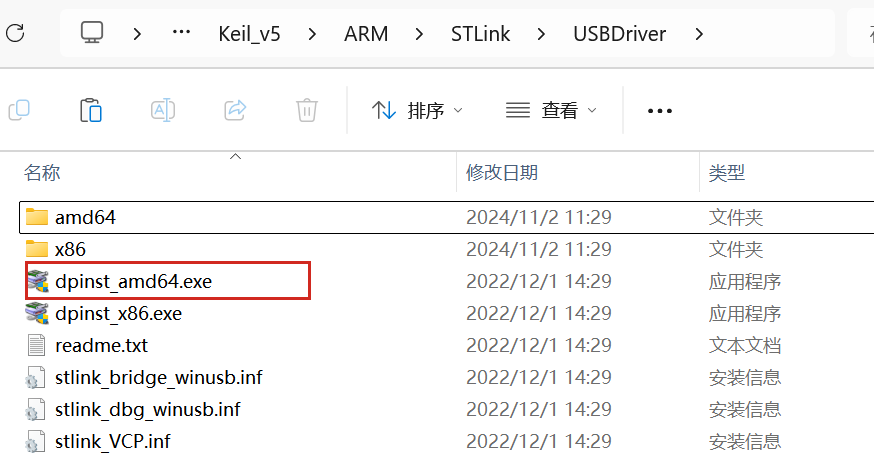 Keil_v5 ARM STLink USBDriver
排序 查看
名称 修改日期 类型
amd64 2024/11/2 11:29 文件夹
x86 2024/11/2 11:29 文件夹
dpinst_amd64.exe 2022/12/1 14:29 应用程序
dpinst_x86.exe 2022/12/1 14:29 应用程序
readme.txt 2022/12/1 14:29 文本文档
stlink_bridge_winusb.inf 2022/12/1 14:29 安装信息
stlink_dbg_winusb.inf 2022/12/1 14:29 安装信息
stlink_VCP.inf 2022/12/1 14:29 安装信息